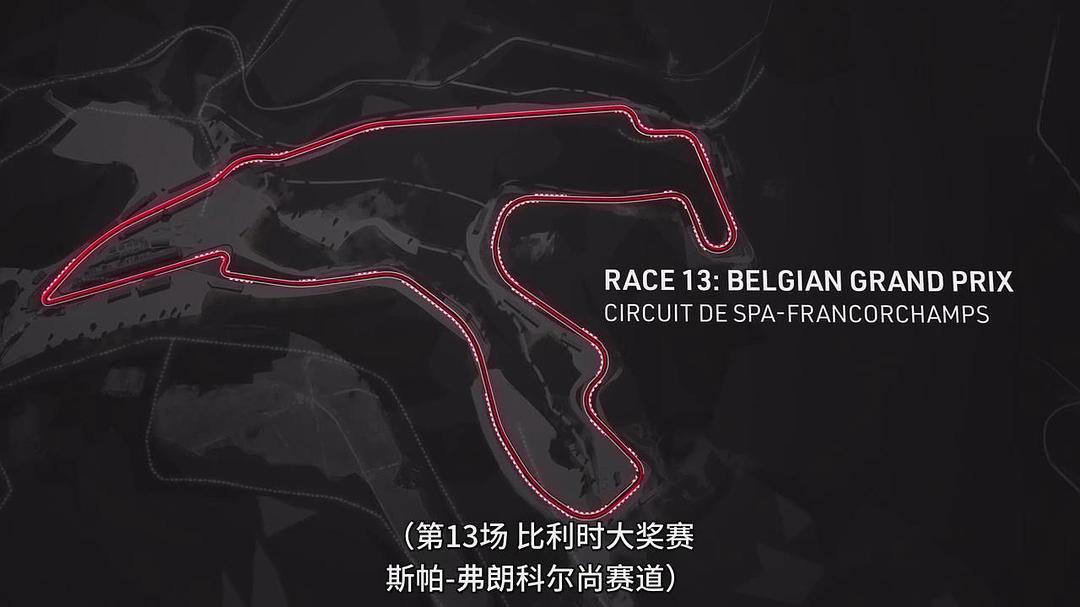 RACE 13: BELGIAN GRAND PRIX
CIRCUIT DE SPA-FRANCORCHAMPS
（第13场 比利时大奖赛
斯帕-弗朗科尔尚赛道）